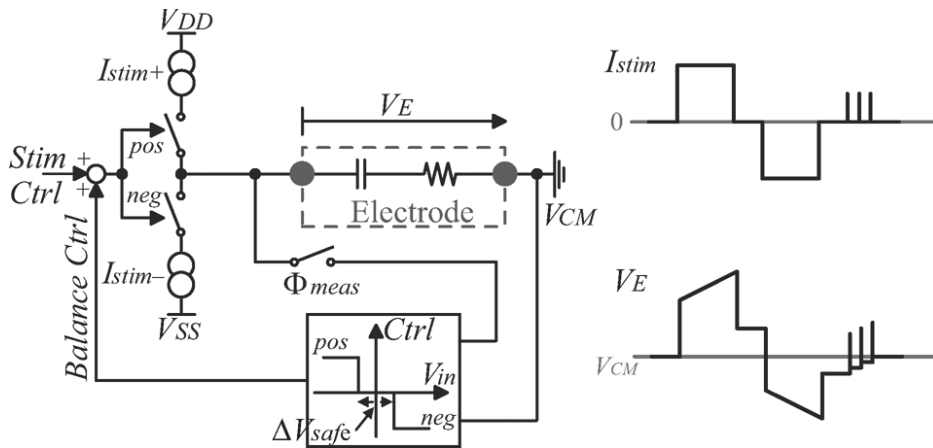 VDD
Istim+
pos
Stim +
Ctrl +
neg
Istim−
VSS
Balance Ctrl
VE
Electrode
VCM
Φmeas
Ctrl
pos
Vin
neg
ΔVsafe
Istim
0
VE
VCM